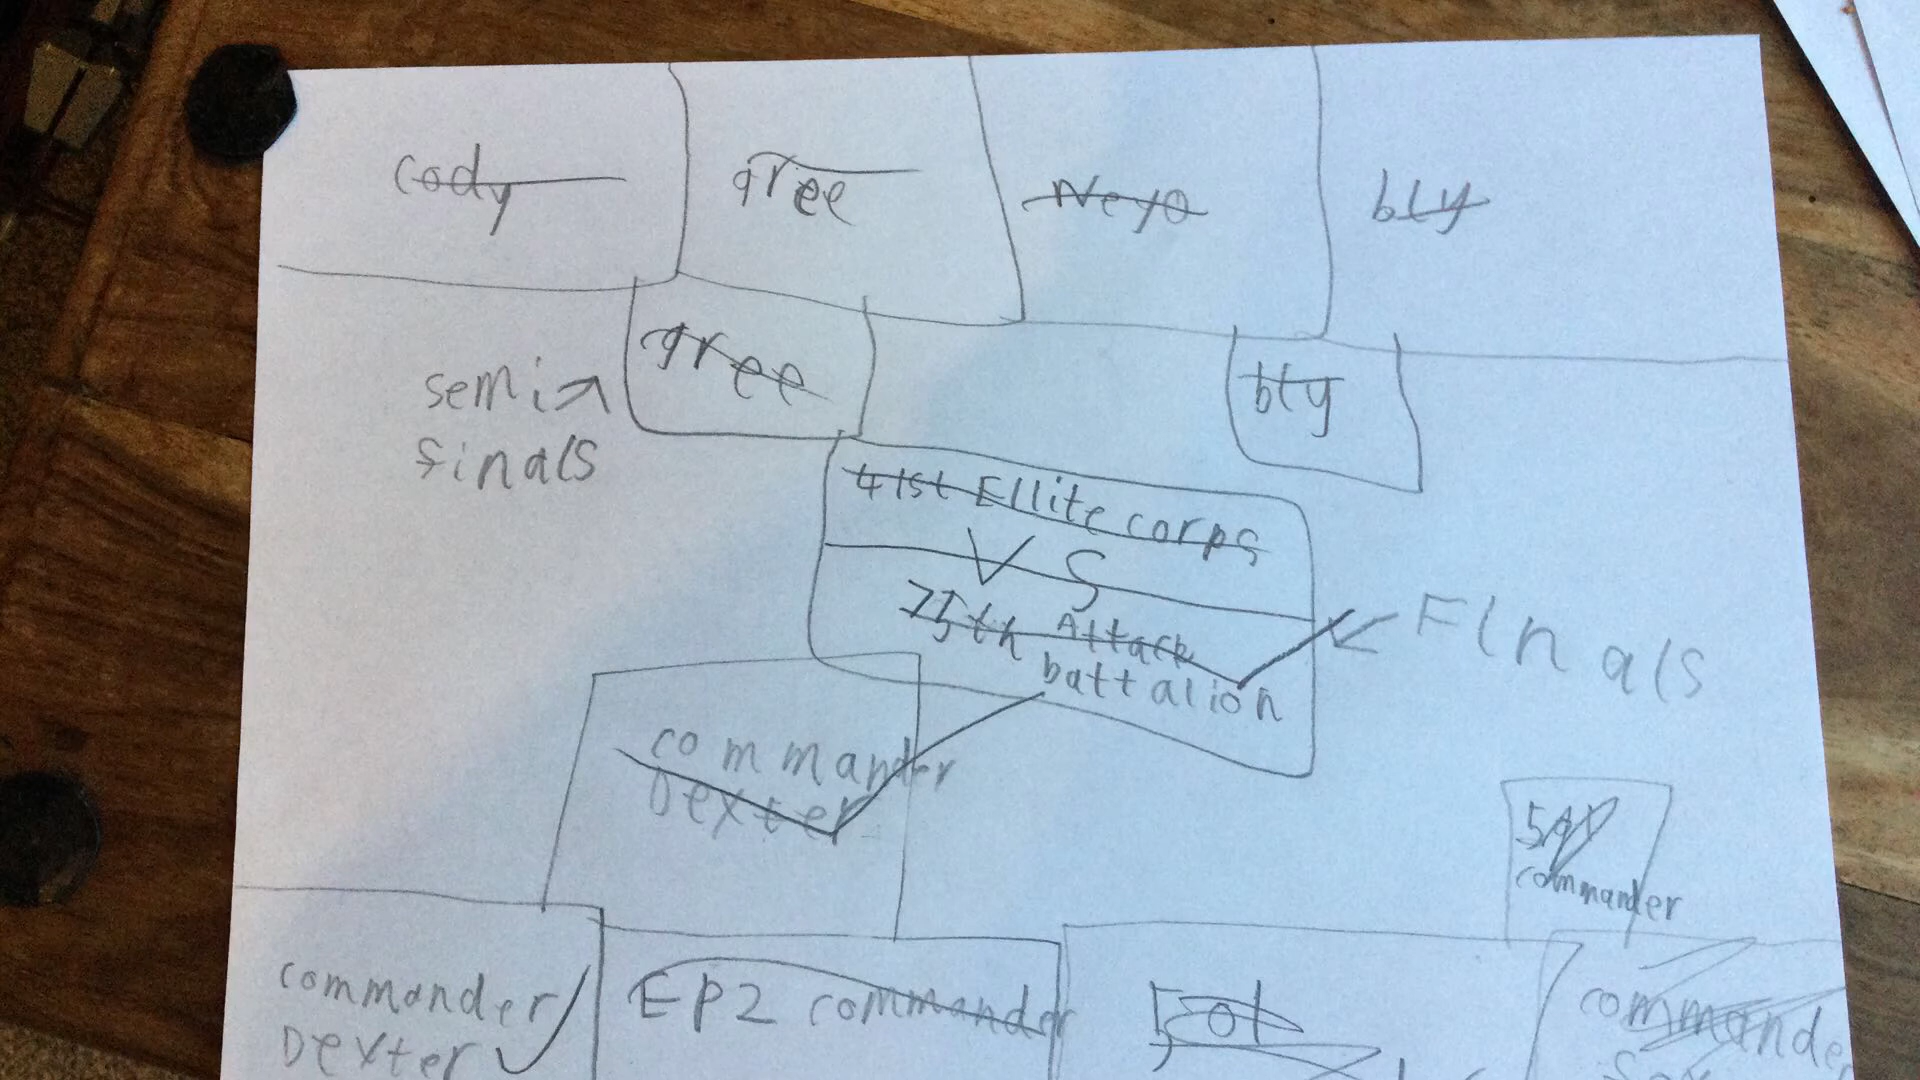 cody gree Neyo bly
gree bly
semi
finals
41st Ellite corps
VS
75th Attack
battalion
Finals
commander
Dexter
commander
commander
Dexter
EP2 commander